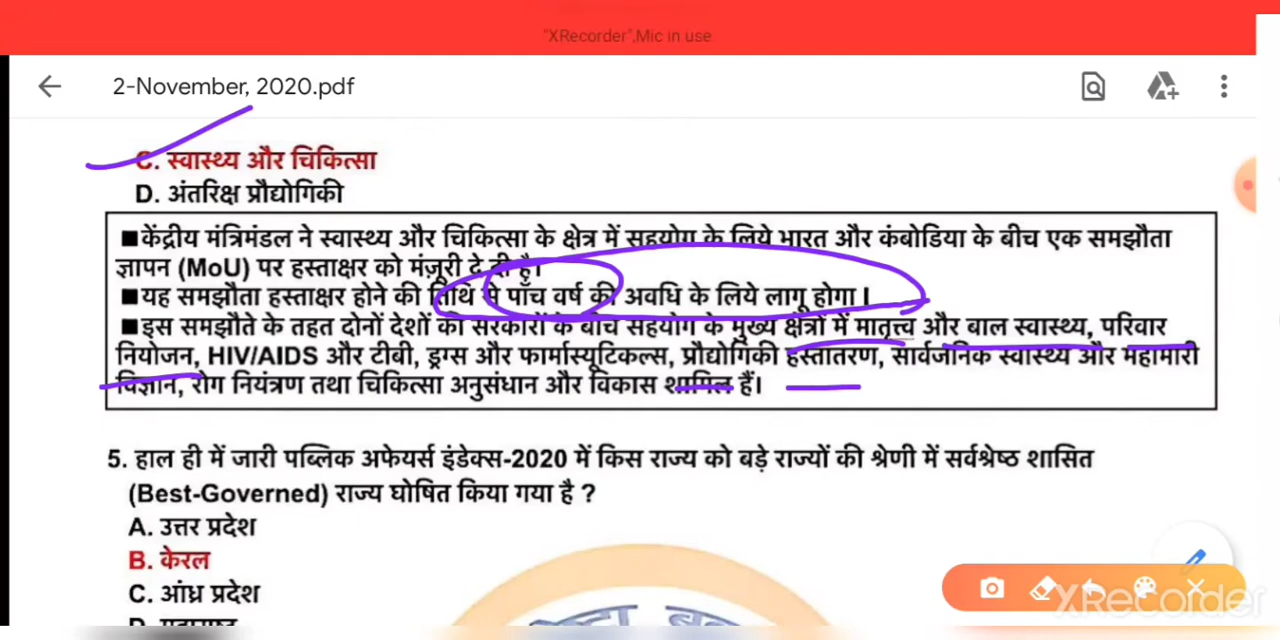 "XRecorder",Mic in use
2-November, 2020.pdf
C. स्वास्थ्य और चिकित्सा
D. अंतरिक्ष प्रौद्योगिकी
■केंद्रीय मंत्रिमंडल ने स्वास्थ्य और चिकित्सा के क्षेत्र में सहयोग के लिये भारत और कंबोडिया के बीच एक समझौता
ज्ञापन (MoU) पर हस्ताक्षर को मंज़ूरी दे दी है।
■यह समझौता हस्ताक्षर होने की तिथि से पाँच वर्ष की अवधि के लिये लागू होगा।
■इस समझौते के तहत दोनों देशों की सरकारों के बीच सहयोग के मुख्य क्षेत्रों में मातृत्त्व और बाल स्वास्थ्य, परिवार
नियोजन, HIV/AIDS और टीबी, ड्रग्स और फार्मास्यूटिकल्स, प्रौद्योगिकी हस्तांतरण, सार्वजनिक स्वास्थ्य और महामारी
विज्ञान, रोग नियंत्रण तथा चिकित्सा अनुसंधान और विकास शामिल हैं।
5. हाल ही में जारी पब्लिक अफेयर्स इंडेक्स-2020 में किस राज्य को बड़े राज्यों की श्रेणी में सर्वश्रेष्ठ शासित
(Best-Governed) राज्य घोषित किया गया है ?
A. उत्तर प्रदेश
B. केरल
C. आंध्र प्रदेश
XRecorder